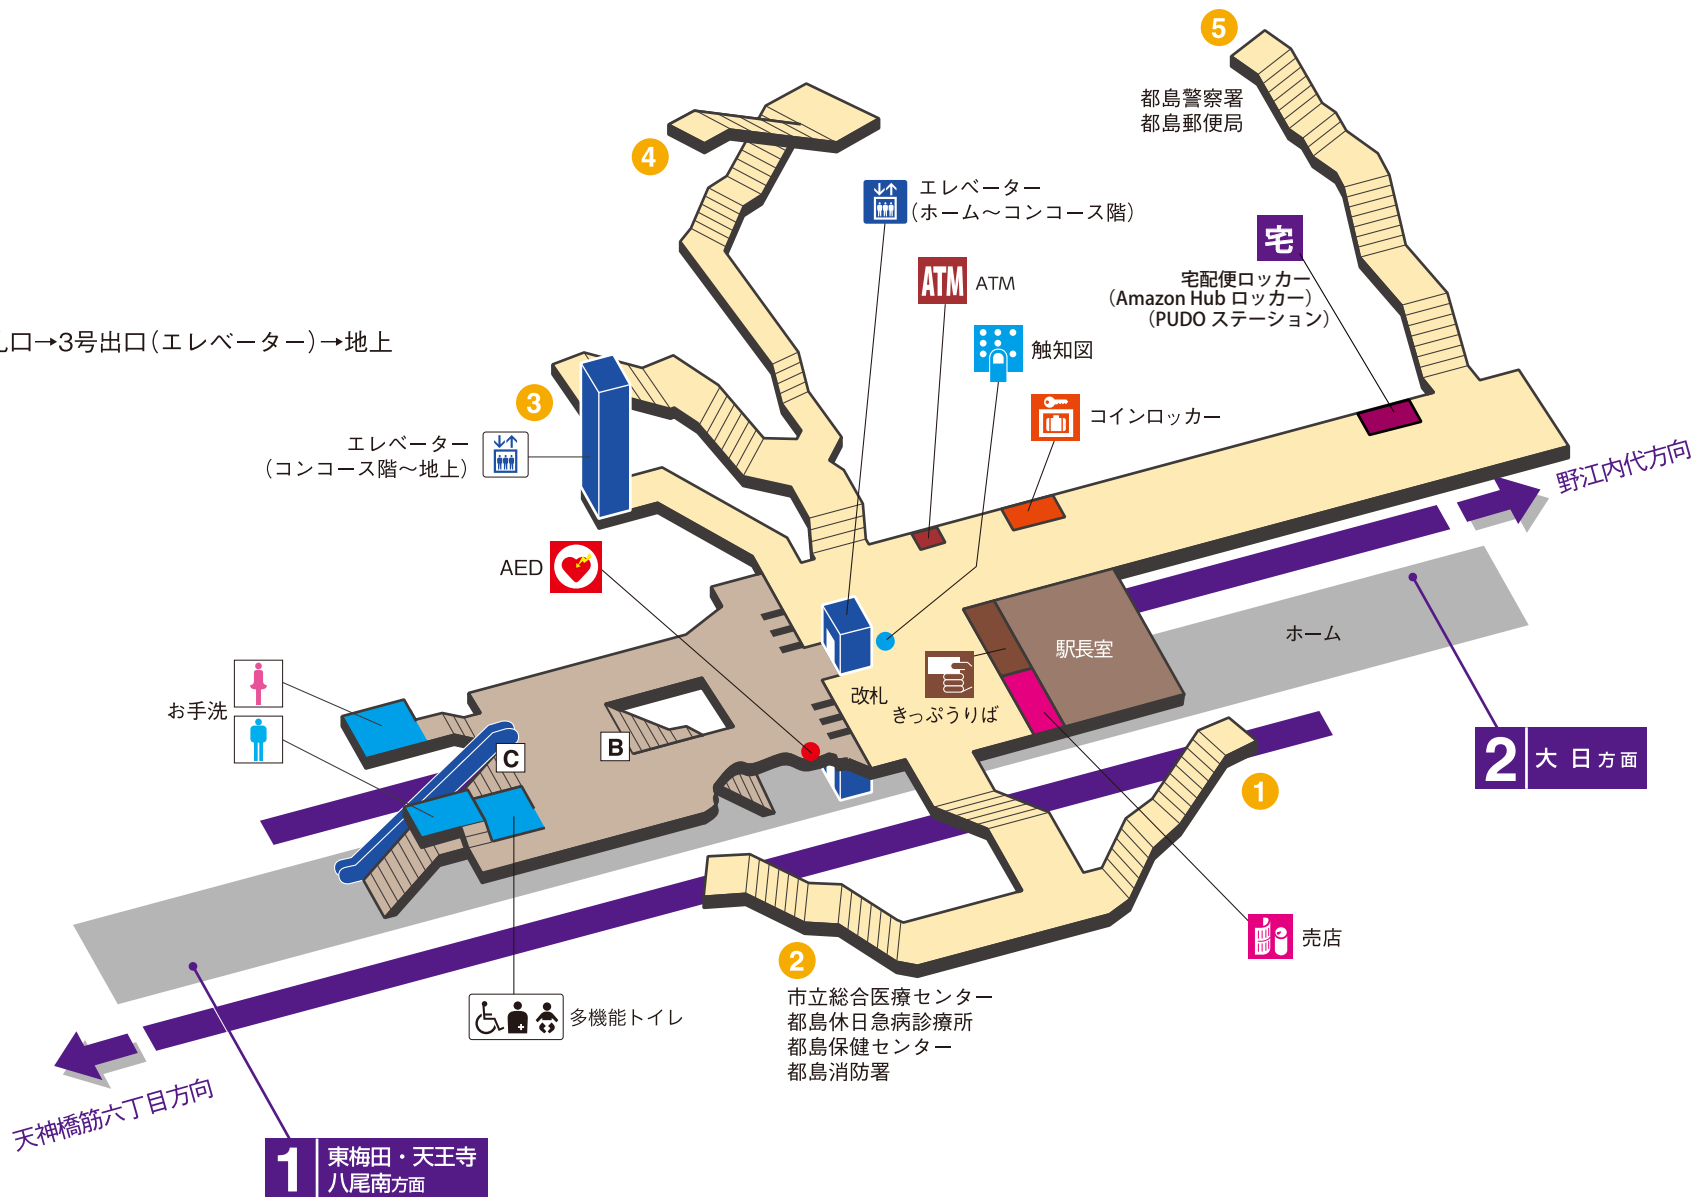 5
都島警察署
都島郵便局
4
エレベーター
(ホーム〜コンコース階)
宅
宅配便ロッカー
(Amazon Hub ロッカー)
(PUDO ステーション)
ATM
ATM
触知図
口→3号出口(エレベーター)→地上
3
コインロッカー
エレベーター
(コンコース階〜地上)
野江内代方向
AED
ホーム
駅長室
改札
きっぷうりば
お手洗
B
C
2
大 日 方面
1
売店
2
市立総合医療センター
都島休日急病診療所
都島保健センター
都島消防署
多機能トイレ
天神橋筋六丁目方向
1
東梅田・天王寺
八尾南方面